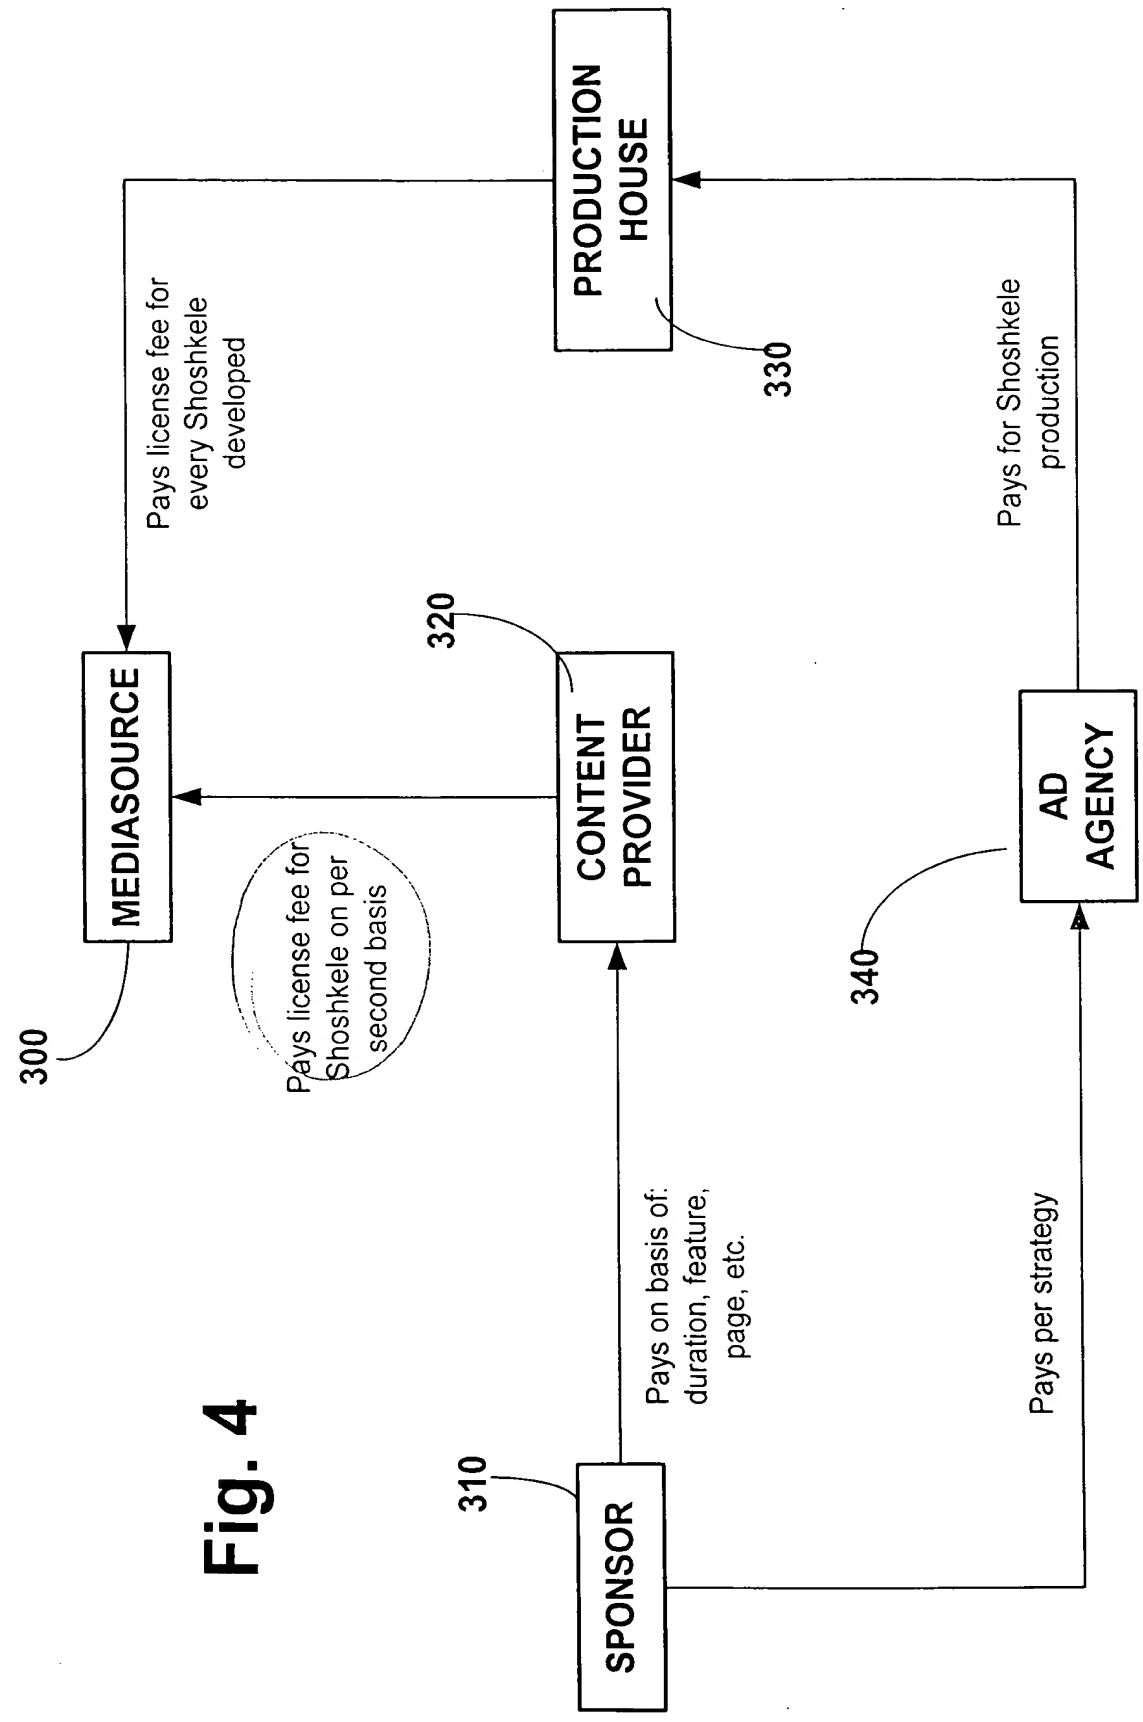 Fig. 4
300
MEDIASOURCE
Pays license fee for
every Shoshkele
developed
Pays license fee for
Shoshkele on per
second basis
310
SPONSOR
Pays on basis of:
duration, feature,
page, etc.
320
CONTENT
PROVIDER
PRODUCTION
HOUSE
330
340
Pays per strategy
AD
AGENCY
Pays for Shoshkele
production